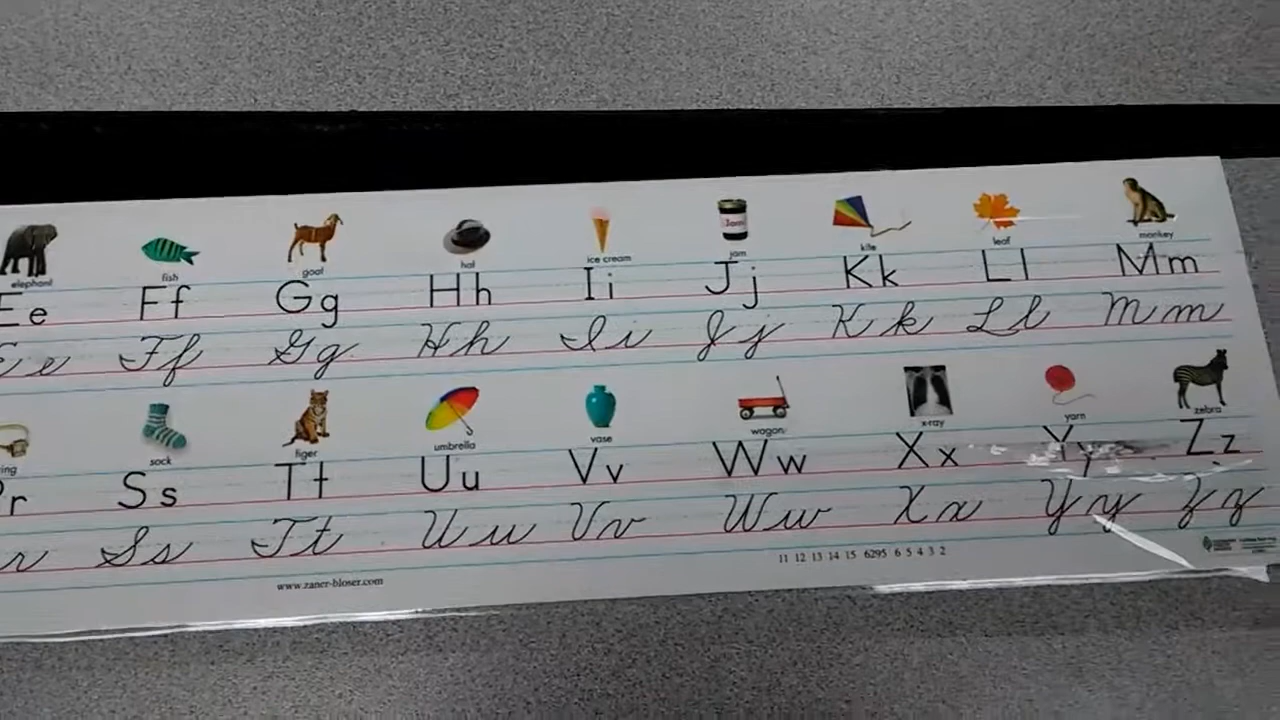 elephant fish goat hat ice cream jam kite leaf monkey
Ee Ff Gg Hh Ii Jj Kk Ll Mm
Ee Ff Gg Hh Ii Jj Kk Ll Mm
ring sock tiger umbrella vase wagon x-ray yarn zebra
Rr Ss Tt Uu Vv Ww Xx Yy Zz
r Ss Tt Uu Vv Ww Xx Yy Zz
www.zaner-bloser.com 11 12 13 14 15 6295 6 5 4 3 2